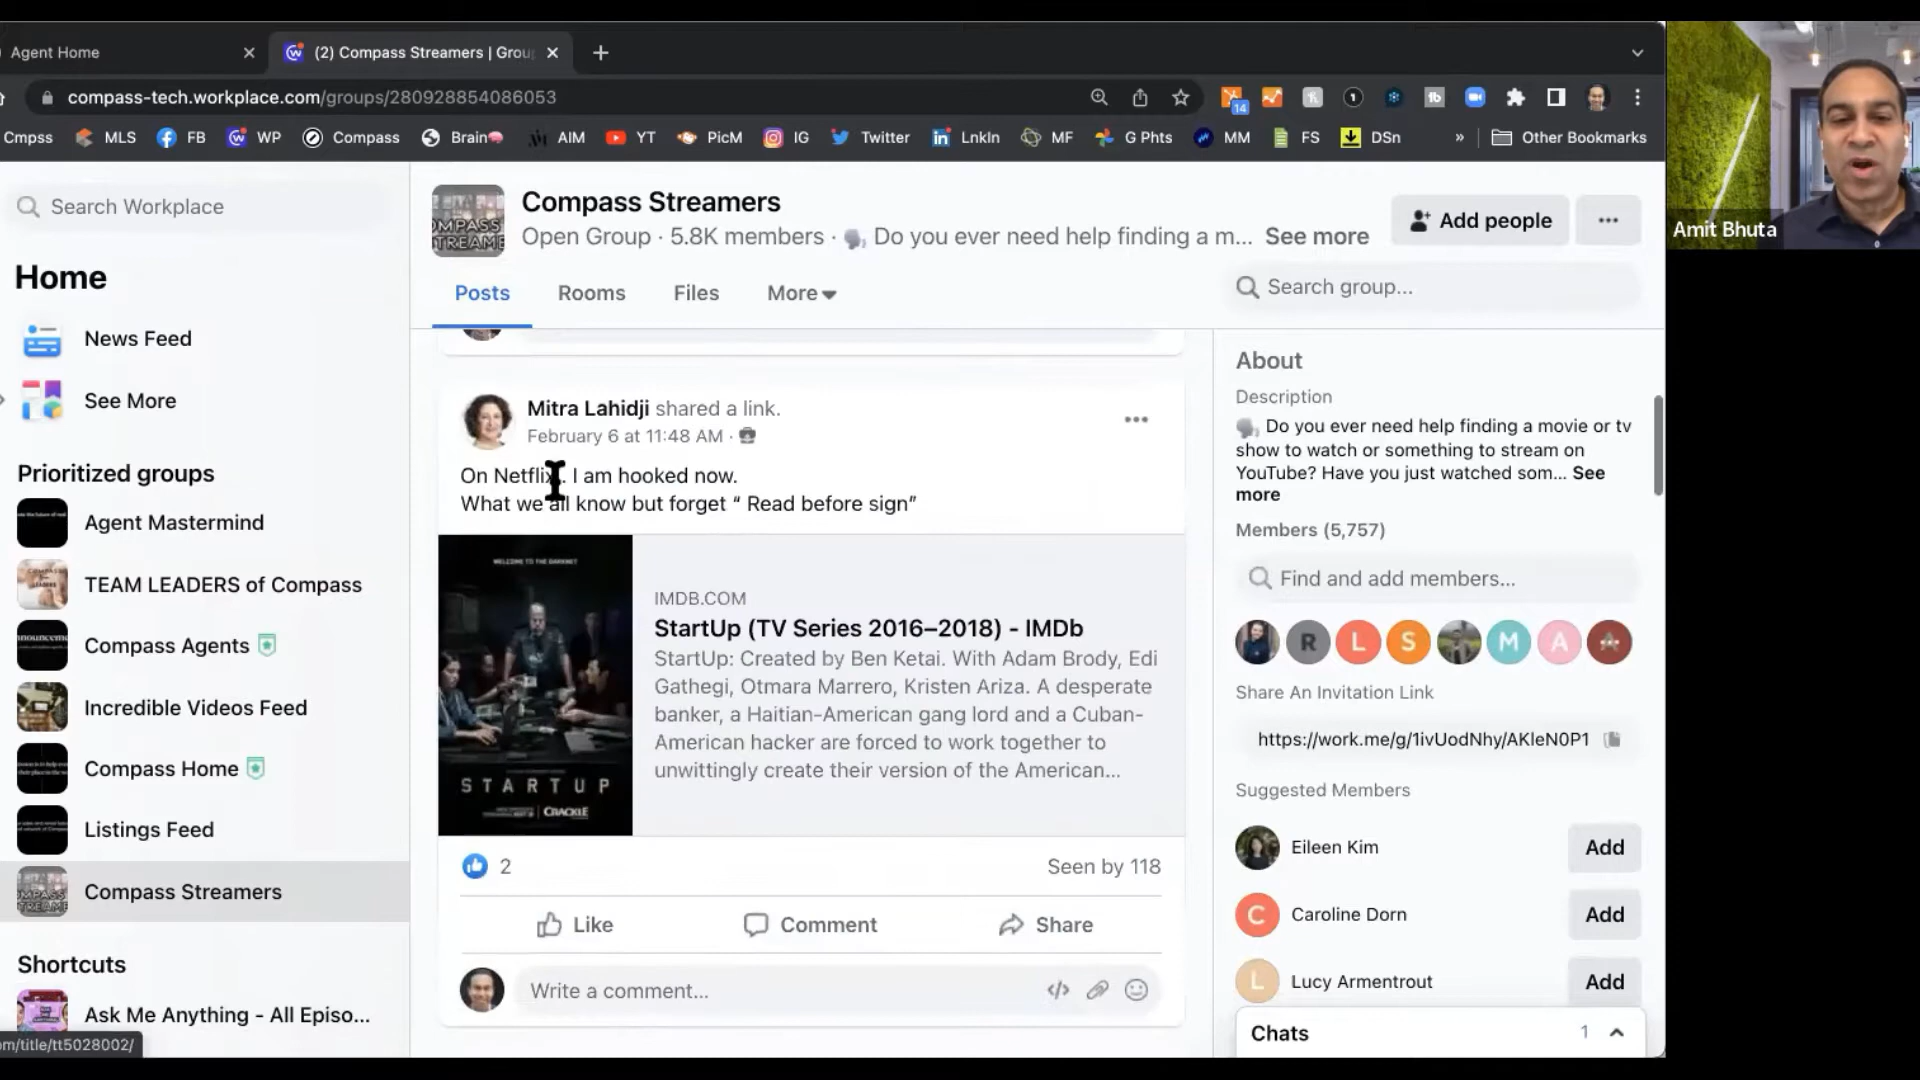 Agent Home
(2) Compass Streamers | Grou
compass-tech.workplace.com/groups/280928854086053
14
Cmpss
MLS
FB
WP
Compass
Brain
AIM
YT
PicM
IG
Twitter
LnkIn
MF
G Phts
MM
FS
DSn
»
Other Bookmarks
Amit Bhuta
Search Workplace
Home
News Feed
See More
Prioritized groups
Agent Mastermind
TEAM LEADERS of Compass
Compass Agents
Incredible Videos Feed
Compass Home
Listings Feed
Compass Streamers
Shortcuts
Ask Me Anything - All Episo...
om/title/tt5028002/
Compass Streamers
Open Group · 5.8K members · Do you ever need help finding a m... See more
Add people
Posts
Rooms
Files
More
Search group...
Mitra Lahidji shared a link.
February 6 at 11:48 AM ·
On Netflix. I am hooked now.
What we all know but forget “ Read before sign”
WELCOME TO THE DARKNET
STARTUP
CRACKLE
IMDB.COM
StartUp (TV Series 2016–2018) - IMDb
StartUp: Created by Ben Ketai. With Adam Brody, Edi
Gathegi, Otmara Marrero, Kristen Ariza. A desperate
banker, a Haitian-American gang lord and a Cuban-
American hacker are forced to work together to
unwittingly create their version of the American...
2
Seen by 118
Like
Comment
Share
Write a comment...
About
Description
Do you ever need help finding a movie or tv
show to watch or something to stream on
YouTube? Have you just watched som... See
more
Members (5,757)
Find and add members...
R L S M A A
Share An Invitation Link
https://work.me/g/1ivUodNhy/AKleN0P1
Suggested Members
Eileen Kim
Add
C
Caroline Dorn
Add
L
Lucy Armentrout
Add
Chats
1